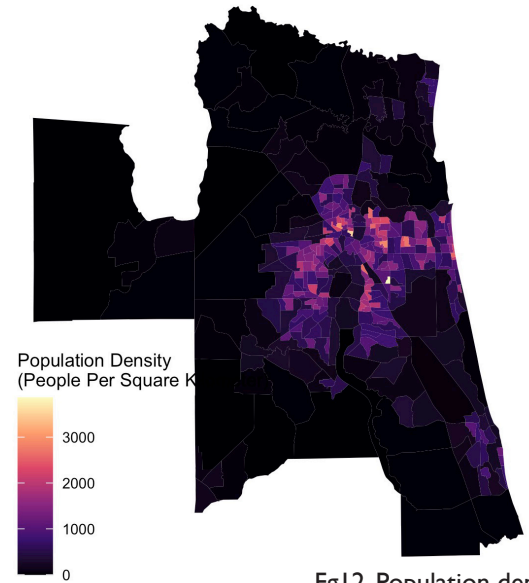 Population Density
(People Per Square K
3000
2000
1000
0
Fg12. Population den